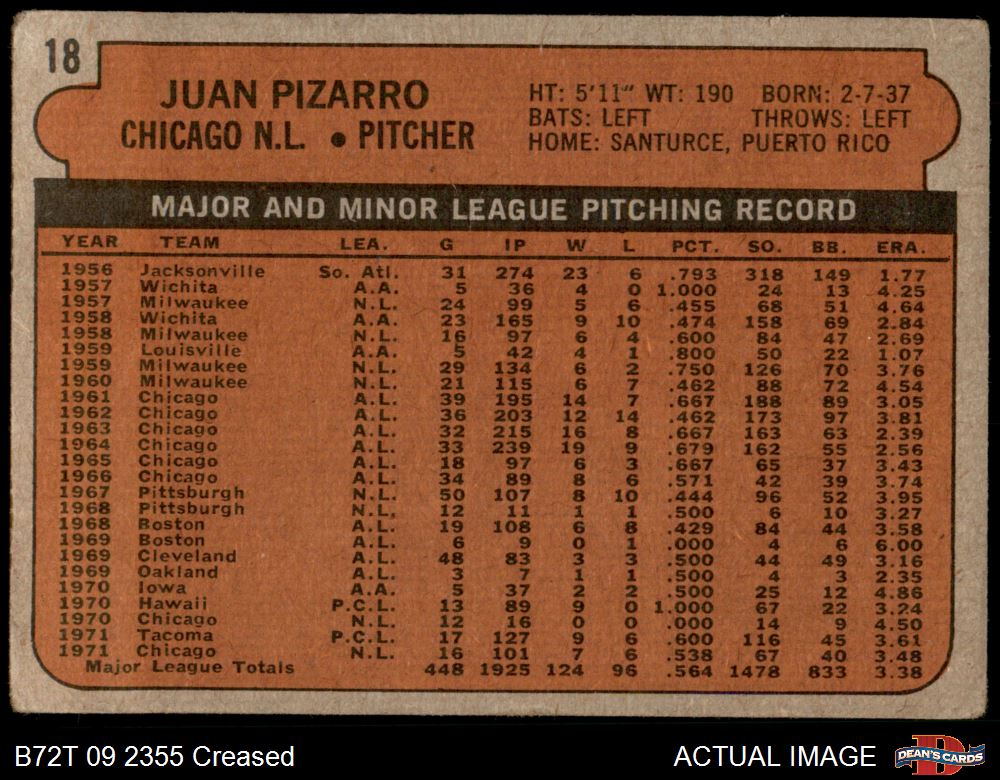 18
JUAN PIZARRO
CHICAGO N.L. • PITCHER
HT: 5'11" WT: 190 BORN: 2-7-37
BATS: LEFT THROWS: LEFT
HOME: SANTURCE, PUERTO RICO
MAJOR AND MINOR LEAGUE PITCHING RECORD
YEAR TEAM LEA. G IP W L PCT. SO. BB. ERA.
1956 Jacksonville So. Atl. 31 274 23 6 .793 318 149 1.77
1957 Wichita A.A. 5 36 4 0 1.000 24 13 4.25
1957 Milwaukee N.L. 24 99 5 6 .455 68 51 4.64
1958 Wichita A.A. 23 165 9 10 .474 158 69 2.84
1958 Milwaukee N.L. 16 97 6 4 .600 84 47 2.69
1959 Louisville A.A. 5 42 4 1 .800 50 22 1.07
1959 Milwaukee N.L. 29 134 6 2 .750 126 70 3.76
1960 Milwaukee N.L. 21 115 6 7 .462 88 72 4.54
1961 Chicago A.L. 39 195 14 7 .667 188 89 3.05
1962 Chicago A.L. 36 203 12 14 .462 173 97 3.81
1963 Chicago A.L. 32 215 16 8 .667 163 63 2.39
1964 Chicago A.L. 33 239 19 9 .679 162 55 2.56
1965 Chicago A.L. 18 97 6 3 .667 65 37 3.43
1966 Chicago A.L. 34 89 8 6 .571 42 39 3.74
1967 Pittsburgh N.L. 50 107 8 10 .444 96 52 3.95
1968 Pittsburgh N.L. 12 11 1 1 .500 6 10 3.27
1968 Boston A.L. 19 108 6 8 .429 84 44 3.58
1969 Boston A.L. 6 9 0 1 .000 4 6 6.00
1969 Cleveland A.L. 48 83 3 3 .500 44 49 3.16
1969 Oakland A.L. 3 7 1 1 .500 4 3 2.35
1970 Iowa A.A. 5 37 2 2 .500 25 12 4.86
1970 Hawaii P.C.L. 13 89 9 0 1.000 67 22 3.24
1970 Chicago N.L. 12 16 0 0 .000 14 9 4.50
1971 Tacoma P.C.L. 17 127 9 6 .600 116 45 3.61
1971 Chicago N.L. 16 101 7 6 .538 67 40 3.48
Major League Totals 448 1925 124 96 .564 1478 833 3.38
B72T 09 2355 Creased
ACTUAL IMAGE
D
DEAN'S CARDS